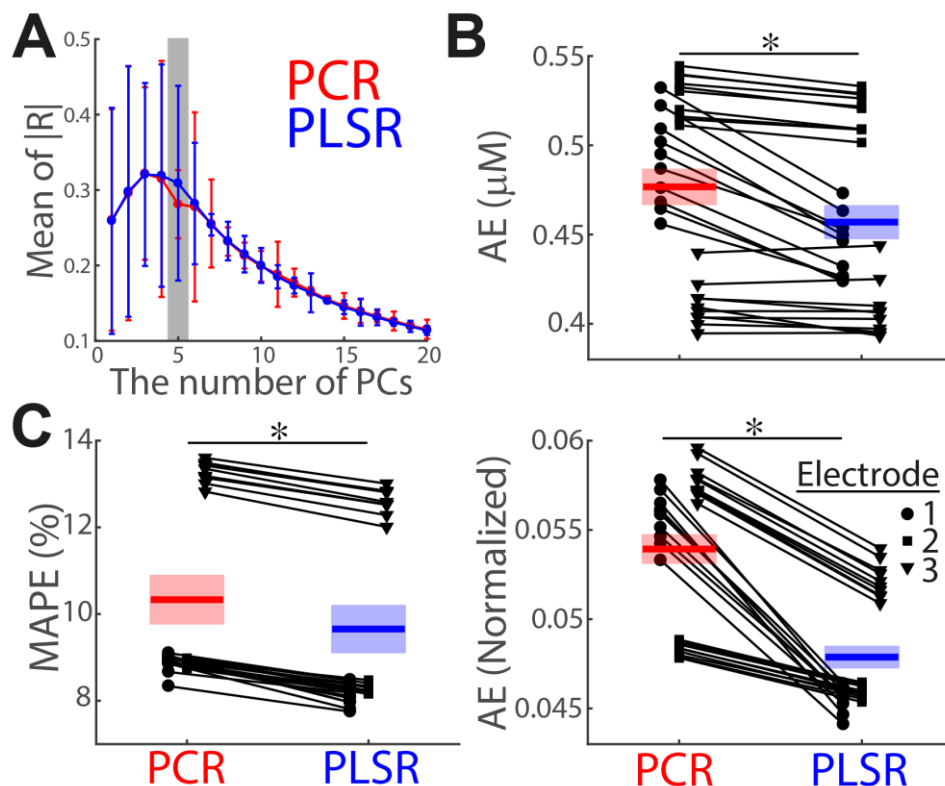 A
Mean of |R|
0.5
0.4
0.3
0.2
0.1
0
5
10
15
20
The number of PCs
PCR
PLSR
B
AE (μM)
0.55
0.5
0.45
0.4
*
C
MAPE (%)
14
12
10
8
*
PCR
PLSR
AE (Normalized)
0.06
0.055
0.05
0.045
*
Electrode
1
2
3
PCR
PLSR